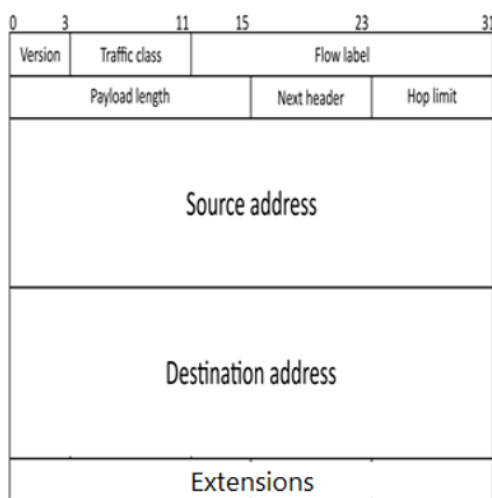 0 3 11 15 23 31
Version Traffic class Flow label
Payload length Next header Hop limit
Source address
Destination address
Extensions